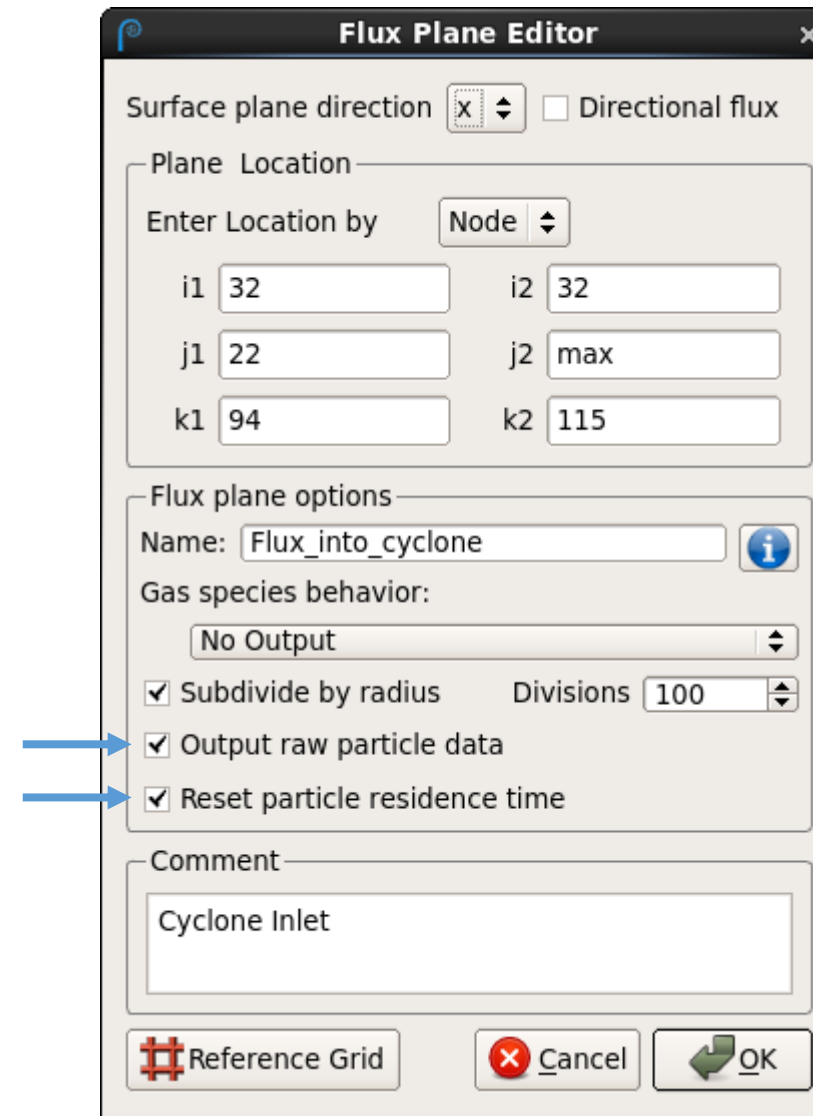 Flux Plane Editor
Surface plane direction x Directional flux
Plane Location
Enter Location by Node
i1 32 i2 32
j1 22 j2 max
k1 94 k2 115
Flux plane options
Name: Flux_into_cyclone
Gas species behavior:
No Output
Subdivide by radius Divisions 100
Output raw particle data
Reset particle residence time
Comment
Cyclone Inlet
Reference Grid Cancel OK